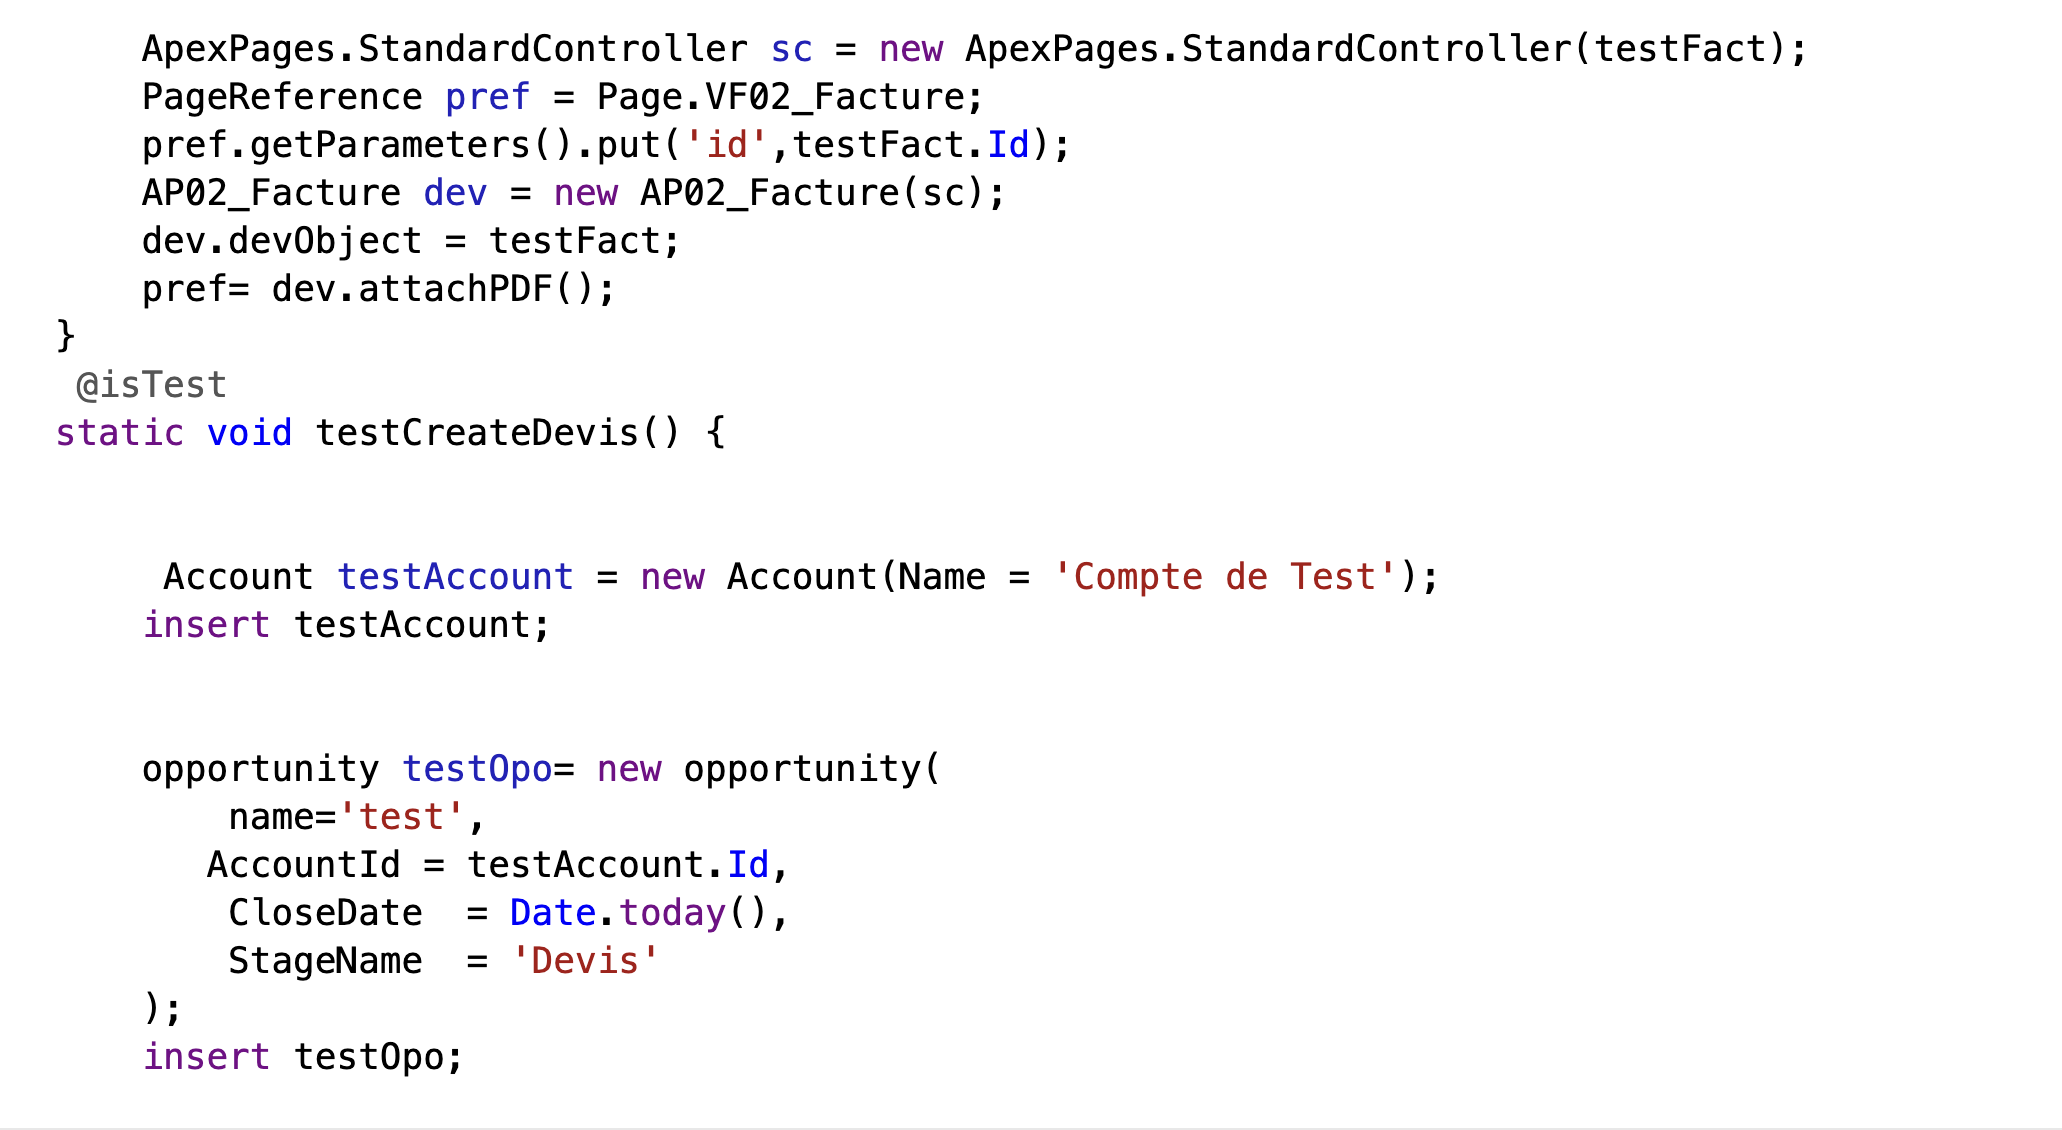 ApexPages.StandardController sc = new ApexPages.StandardController(testFact);
PageReference pref = Page.VF02_Facture;
pref.getParameters().put('id',testFact.Id);
AP02_Facture dev = new AP02_Facture(sc);
dev.devObject = testFact;
pref= dev.attachPDF();
}
@isTest
static void testCreateDevis() {
Account testAccount = new Account(Name = 'Compte de Test');
insert testAccount;
opportunity testOpo= new opportunity(
name='test',
AccountId = testAccount.Id,
CloseDate  = Date.today(),
StageName  = 'Devis'
);
insert testOpo;